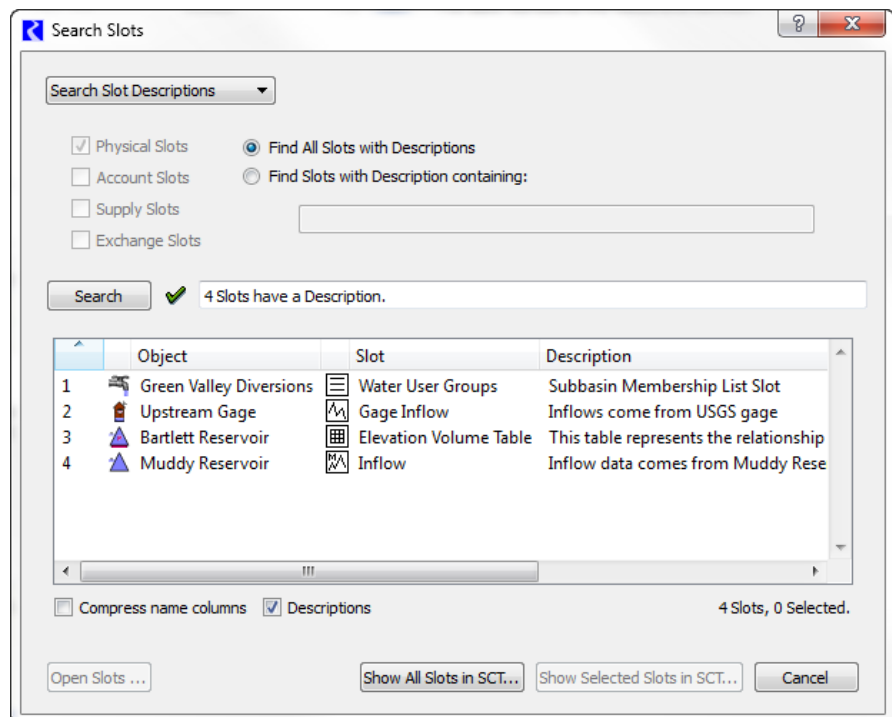 Search Slots
Search Slot Descriptions
Physical Slots
Find All Slots with Descriptions
Account Slots
Find Slots with Description containing:
Supply Slots
Exchange Slots
Search
4 Slots have a Description.
Object Slot Description
1 Green Valley Diversions Water User Groups Subbasin Membership List Slot
2 Upstream Gage Gage Inflow Inflows come from USGS gage
3 Bartlett Reservoir Elevation Volume Table This table represents the relationship
4 Muddy Reservoir Inflow Inflow data comes from Muddy Rese
Compress name columns Descriptions 4 Slots, 0 Selected.
Open Slots ... Show All Slots in SCT... Show Selected Slots in SCT... Cancel